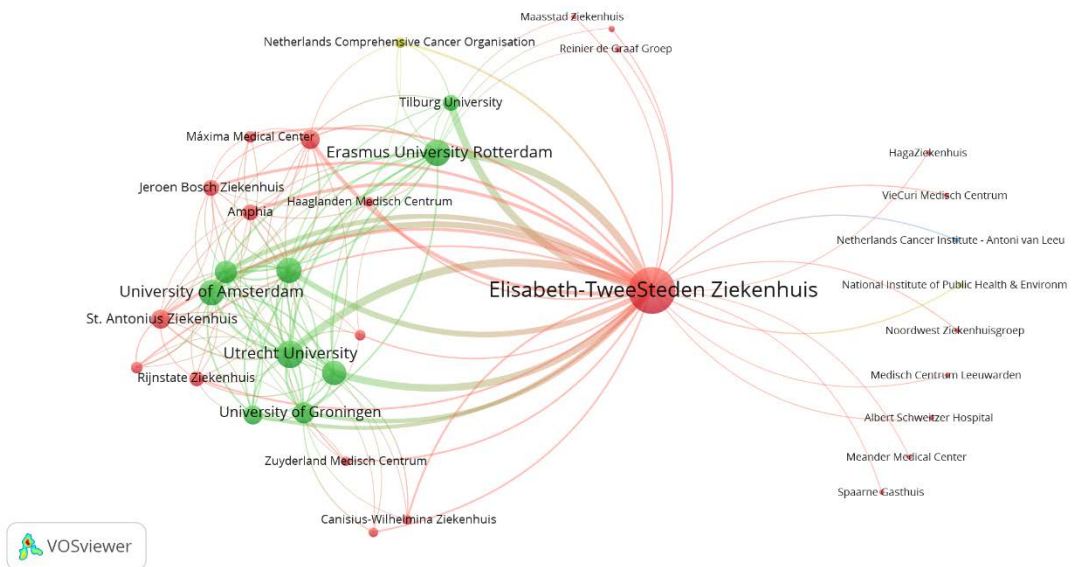 Maasstad Ziekenhuis
Netherlands Comprehensive Cancer Organisation
Reinier de Graaf Groep
Tilburg University
Máxima Medical Center
Erasmus University Rotterdam
HagaZiekenhuis
Jeroen Bosch Ziekenhuis
VieCuri Medisch Centrum
Haaglanden Medisch Centrum
Amphia
Netherlands Cancer Institute - Antoni van Leeu
University of Amsterdam
Elisabeth-TweeSteden Ziekenhuis
National Institute of Public Health & Environm
St. Antonius Ziekenhuis
Noordwest Ziekenhuisgroep
Utrecht University
Rijnstate Ziekenhuis
Medisch Centrum Leeuwarden
University of Groningen
Albert Schweitzer Hospital
Zuyderland Medisch Centrum
Meander Medical Center
Spaarne Gasthuis
Canisius-Wilhelmina Ziekenhuis
VOSviewer